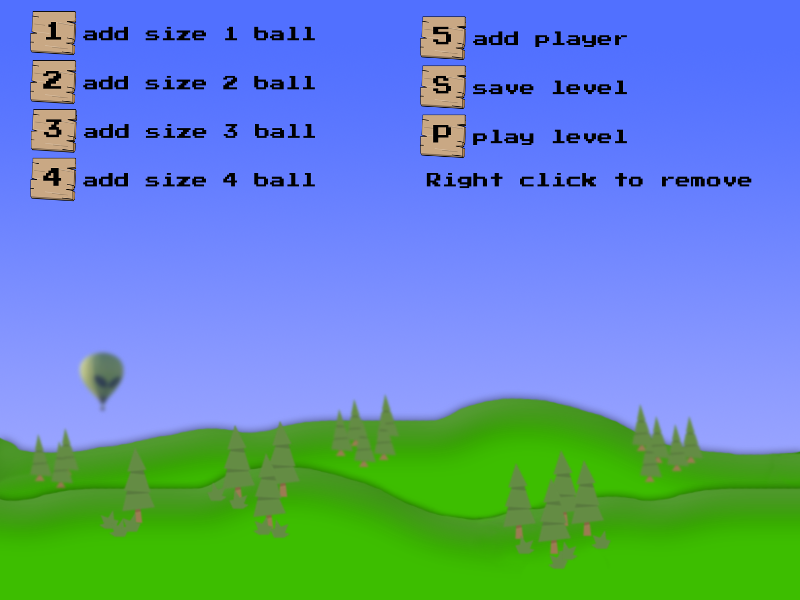 1 add size 1 ball
2 add size 2 ball
3 add size 3 ball
4 add size 4 ball
5 add player
S save level
P play level
Right click to remove